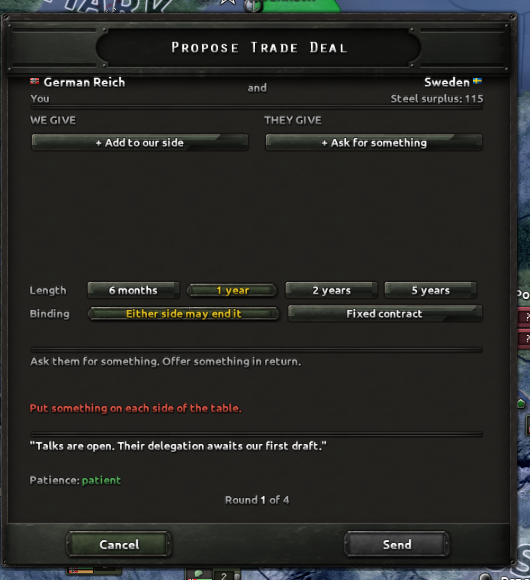 PROPOSE TRADE DEAL
German Reich and Sweden
You Steel surplus: 115
WE GIVE THEY GIVE
+ Add to our side + Ask for something
Length 6 months 1 year 2 years 5 years
Binding Either side may end it Fixed contract
Ask them for something. Offer something in return.
Put something on each side of the table.
"Talks are open. Their delegation awaits our first draft."
Patience: patient
Round 1 of 4
Cancel Send
2